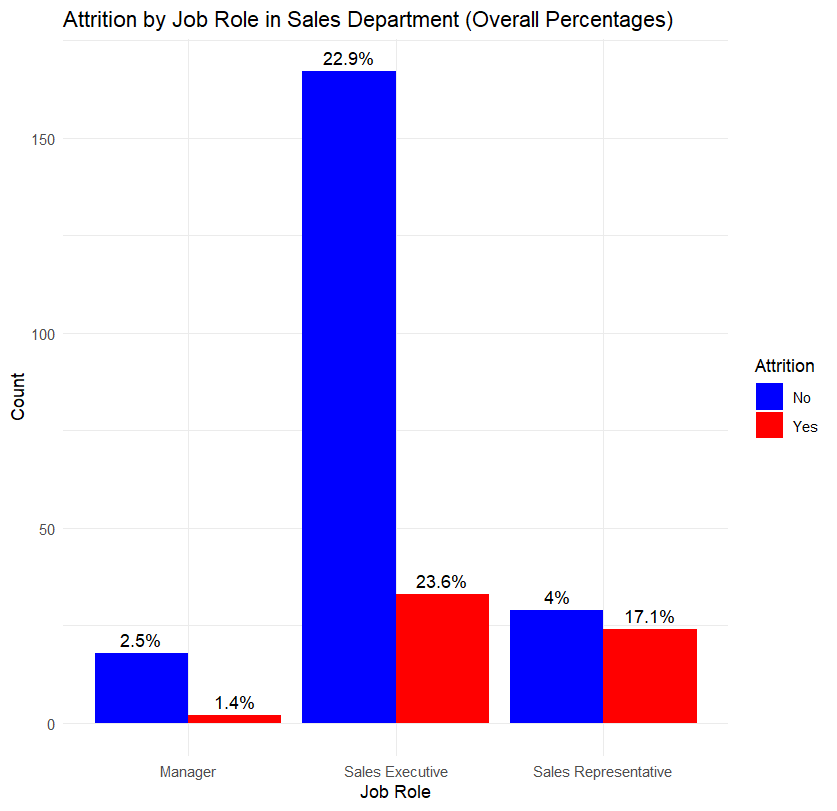 Attrition by Job Role in Sales Department (Overall Percentages)
22.9%
150
100
Count
Attrition
No
Yes
50
23.6%
4%
17.1%
2.5%
1.4%
0
Manager
Sales Executive
Sales Representative
Job Role